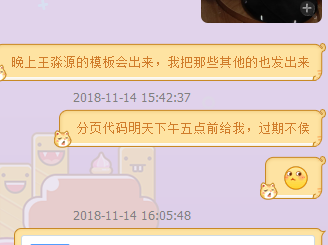 晚上王淼源的模板会出来，我把那些其他的也发出来
2018-11-14 15:42:37
分页代码明天下午五点前给我，过期不侯
2018-11-14 16:05:48